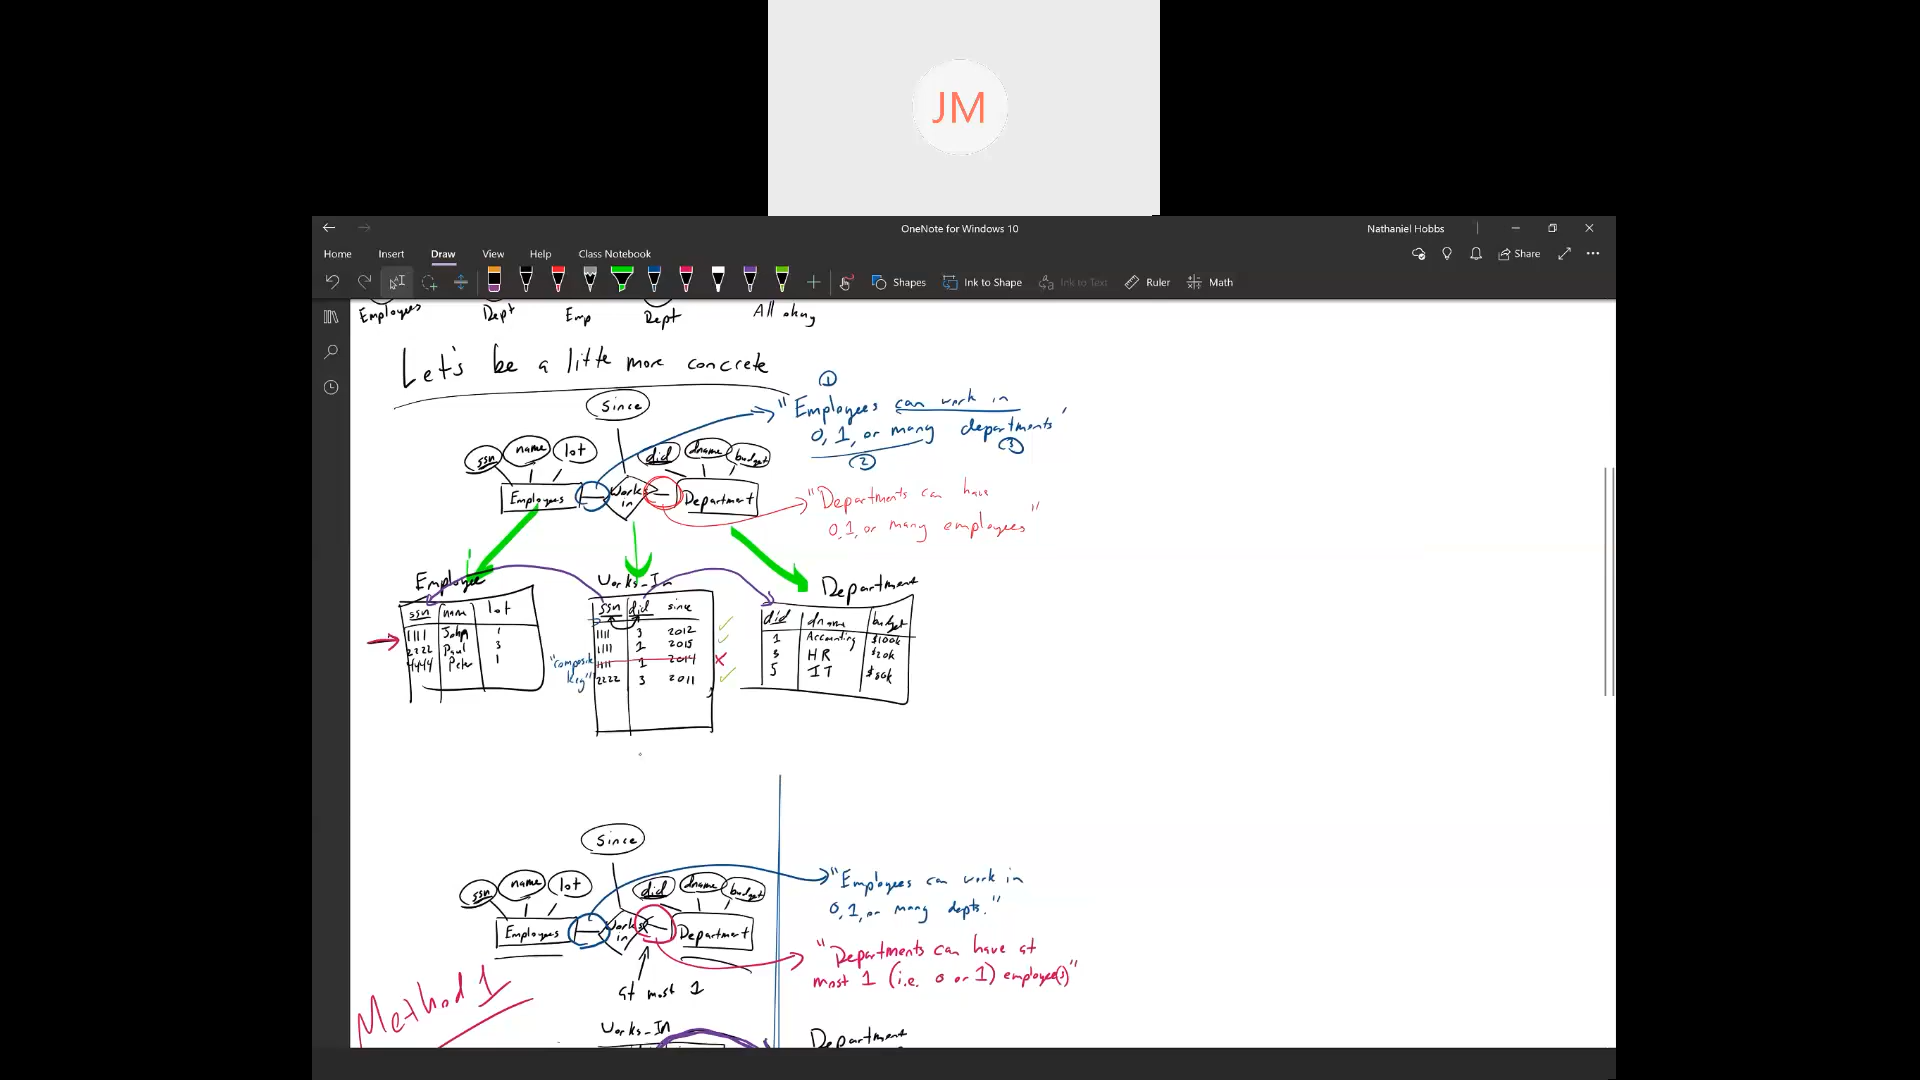 JM
OneNote for Windows 10
Nathaniel Hobbs
Home Insert Draw View Help Class Notebook
Share
Shapes Ink to Shape Ink to Text Ruler Math
Employees Dept Emp Dept All okay
Let's be a little more concrete
Since
①
"Employees can work in
0, 1, or many departments"
② ③
ssn name lot did dname budget
Employees Works in Department
"Departments can have
0, 1, or many employees"
Employee Works_In Department
ssn name lot
1111 John 1
2222 Paul 3
4444 Peter 1
ssn did since
1111 3 2012 ✓
1111 1 2015 ✓
1111 1 2014 x
2222 3 2011 ✓
"composite
key"
did dname budget
1 Accounting $100k
3 HR $20k
5 IT $50k
Since
ssn name lot did dname budget
Employees Works in Department
"Employees can work in
0, 1, or many depts."
"Departments can have at
most 1 (i.e. 0 or 1) employee(s)"
at most 1
Method 1
Works_In Department